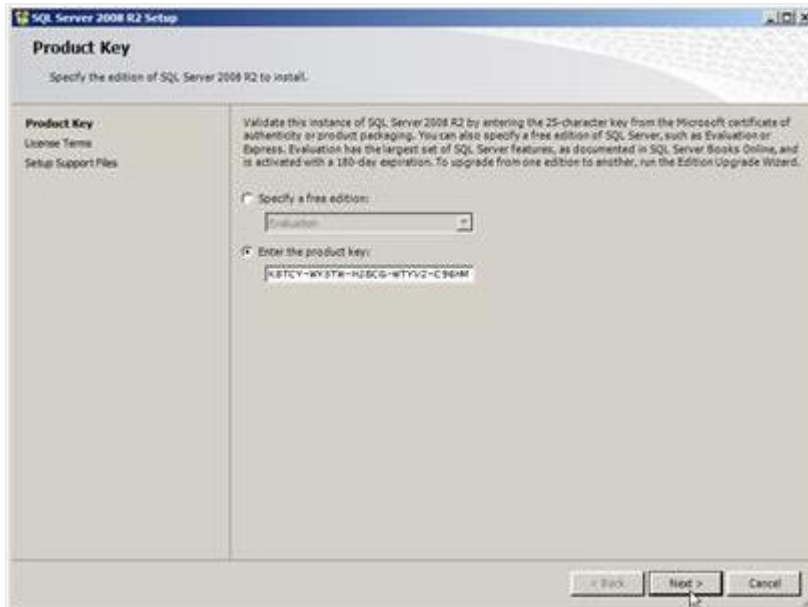 SQL Server 2008 R2 Setup
Product Key
Specify the edition of SQL Server 2008 R2 to install.
Product Key
License Terms
Setup Support Files
Validate this instance of SQL Server 2008 R2 by entering the 25-character key from the Microsoft certificate of
authenticity or product packaging. You can also specify a free edition of SQL Server, such as Evaluation or
Express. Evaluation has the largest set of SQL Server features, as documented in SQL Server Books Online, and
is activated with a 180-day expiration. To upgrade from one edition to another, run the Edition Upgrade Wizard.
Specify a free edition:
Evaluation
Enter the product key:
< Back
Next >
Cancel